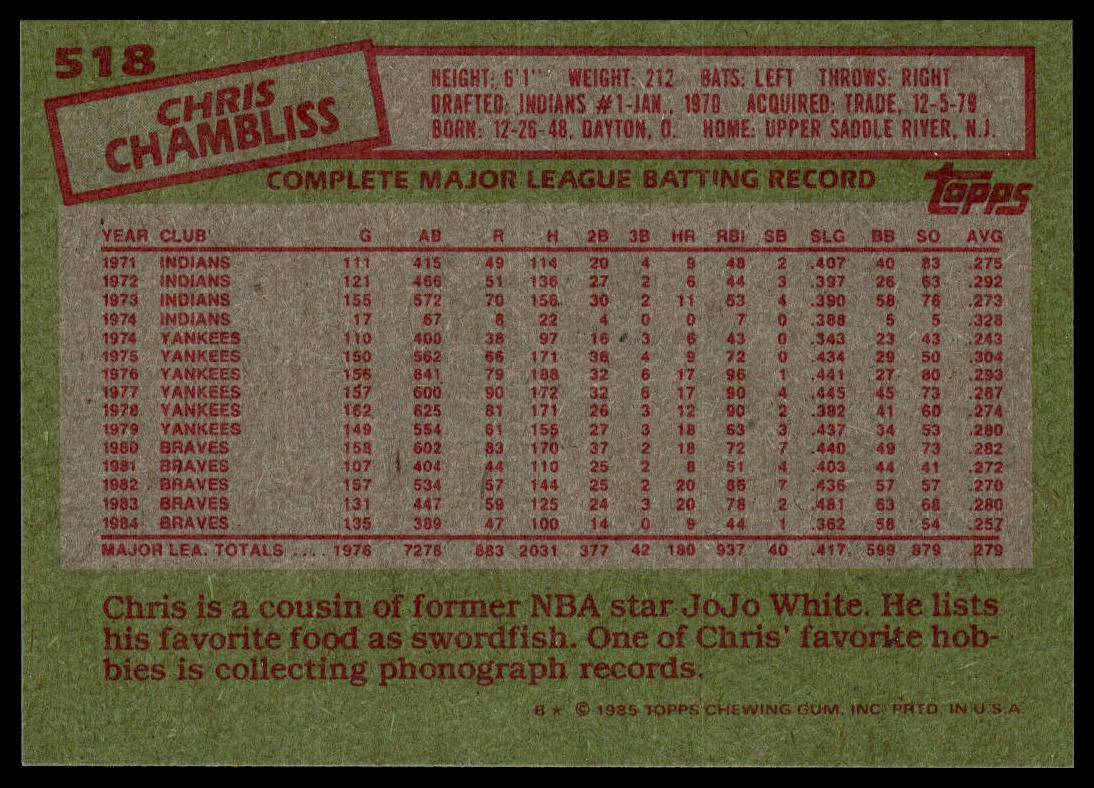 518
CHRIS
CHAMBLISS
HEIGHT: 6'1" WEIGHT: 212 BATS: LEFT THROWS: RIGHT
DRAFTED: INDIANS #1-JAN., 1970 ACQUIRED: TRADE, 12-5-79
BORN: 12-26-48, DAYTON, O. HOME: UPPER SADDLE RIVER, N.J.
COMPLETE MAJOR LEAGUE BATTING RECORD
TOPPS
YEAR CLUB G AB R H 2B 3B HR RBI SB SLG BB SO AVG
1971 INDIANS 111 415 49 114 20 4 9 48 2 .407 40 83 .275
1972 INDIANS 121 466 51 136 27 2 6 44 3 .397 26 63 .292
1973 INDIANS 155 572 70 156 30 2 11 53 4 .390 58 76 .273
1974 INDIANS 17 67 8 22 4 0 0 7 0 .388 5 5 .328
1974 YANKEES 110 400 38 97 16 3 6 43 0 .343 23 43 .243
1975 YANKEES 150 562 66 171 38 4 9 72 0 .434 29 50 .304
1976 YANKEES 156 641 79 188 32 6 17 96 1 .441 27 80 .293
1977 YANKEES 157 600 90 172 32 6 17 90 4 .445 45 73 .287
1978 YANKEES 162 625 81 171 26 3 12 90 2 .382 41 60 .274
1979 YANKEES 149 554 61 155 27 3 18 63 3 .437 34 53 .280
1980 BRAVES 158 602 83 170 37 2 18 72 7 .440 49 73 .282
1981 BRAVES 107 404 44 110 25 2 8 51 4 .403 44 41 .272
1982 BRAVES 157 534 57 144 25 2 20 86 7 .436 57 57 .270
1983 BRAVES 131 447 59 125 24 3 20 78 2 .481 63 68 .280
1984 BRAVES 135 389 47 100 14 0 9 44 1 .362 58 54 .257
MAJOR LEA. TOTALS .... 1976 7278 883 2031 377 42 180 937 40 .417 599 879 .279
Chris is a cousin of former NBA star JoJo White. He lists
his favorite food as swordfish. One of Chris' favorite hob-
bies is collecting phonograph records.
B ★ © 1985 TOPPS CHEWING GUM, INC. PRTD. IN U.S.A.